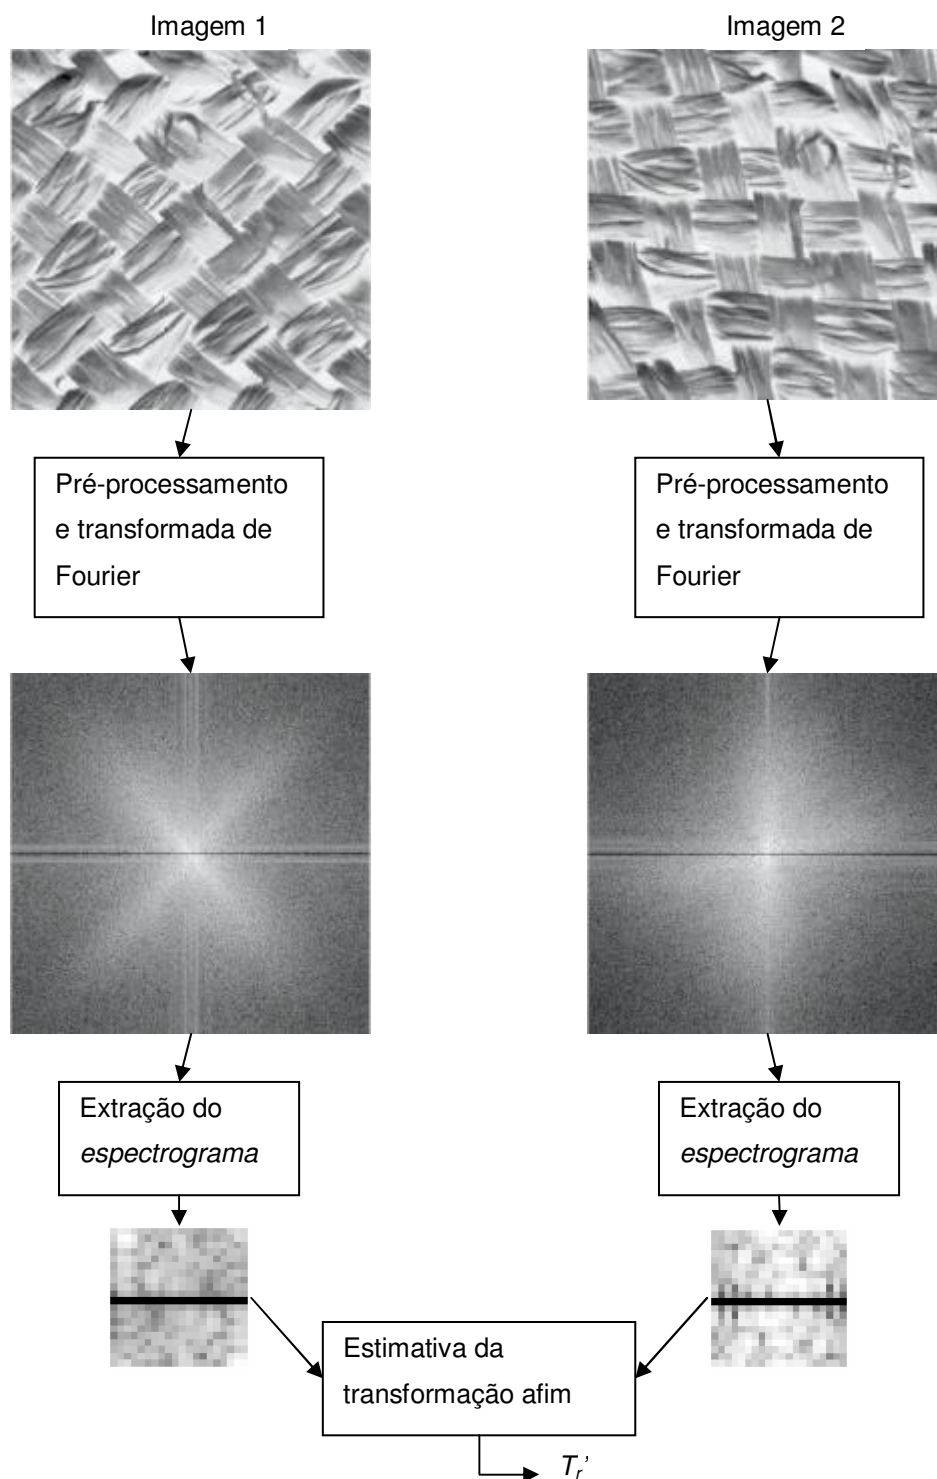 Imagem 1
Imagem 2
Pré-processamento
e transformada de
Fourier
Pré-processamento
e transformada de
Fourier
Extração do
espectrograma
Extração do
espectrograma
Estimativa da
transformação afim
Tr’